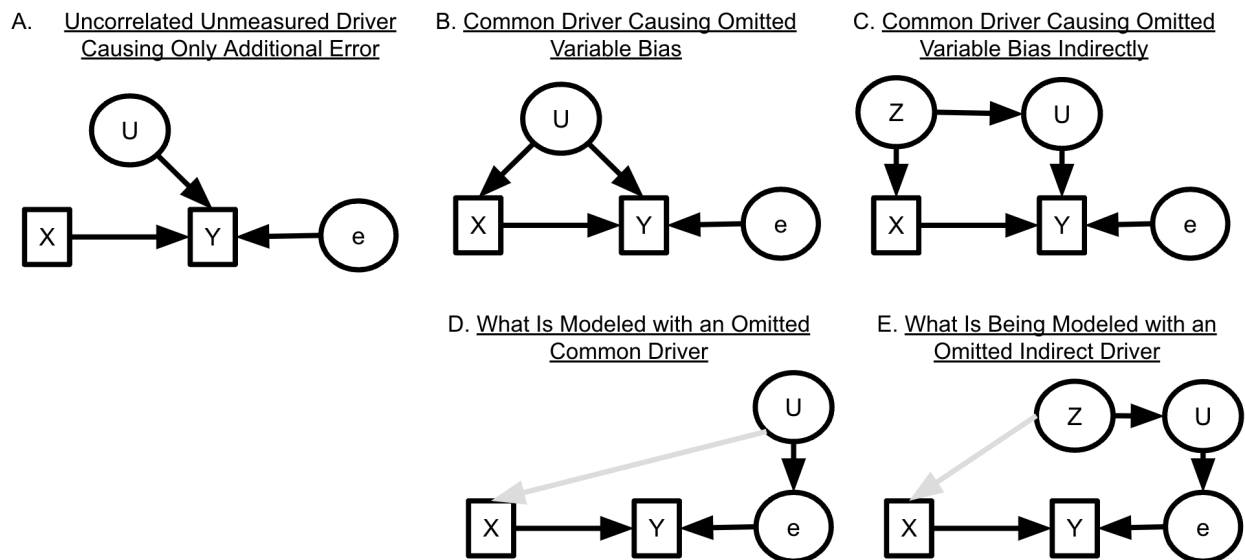 A. Uncorrelated Unmeasured Driver
Causing Only Additional Error
U
X
Y
e
B. Common Driver Causing Omitted
Variable Bias
U
X
Y
e
C. Common Driver Causing Omitted
Variable Bias Indirectly
Z
U
X
Y
e
D. What Is Modeled with an Omitted
Common Driver
U
X
Y
e
E. What Is Being Modeled with an
Omitted Indirect Driver
Z
U
X
Y
e